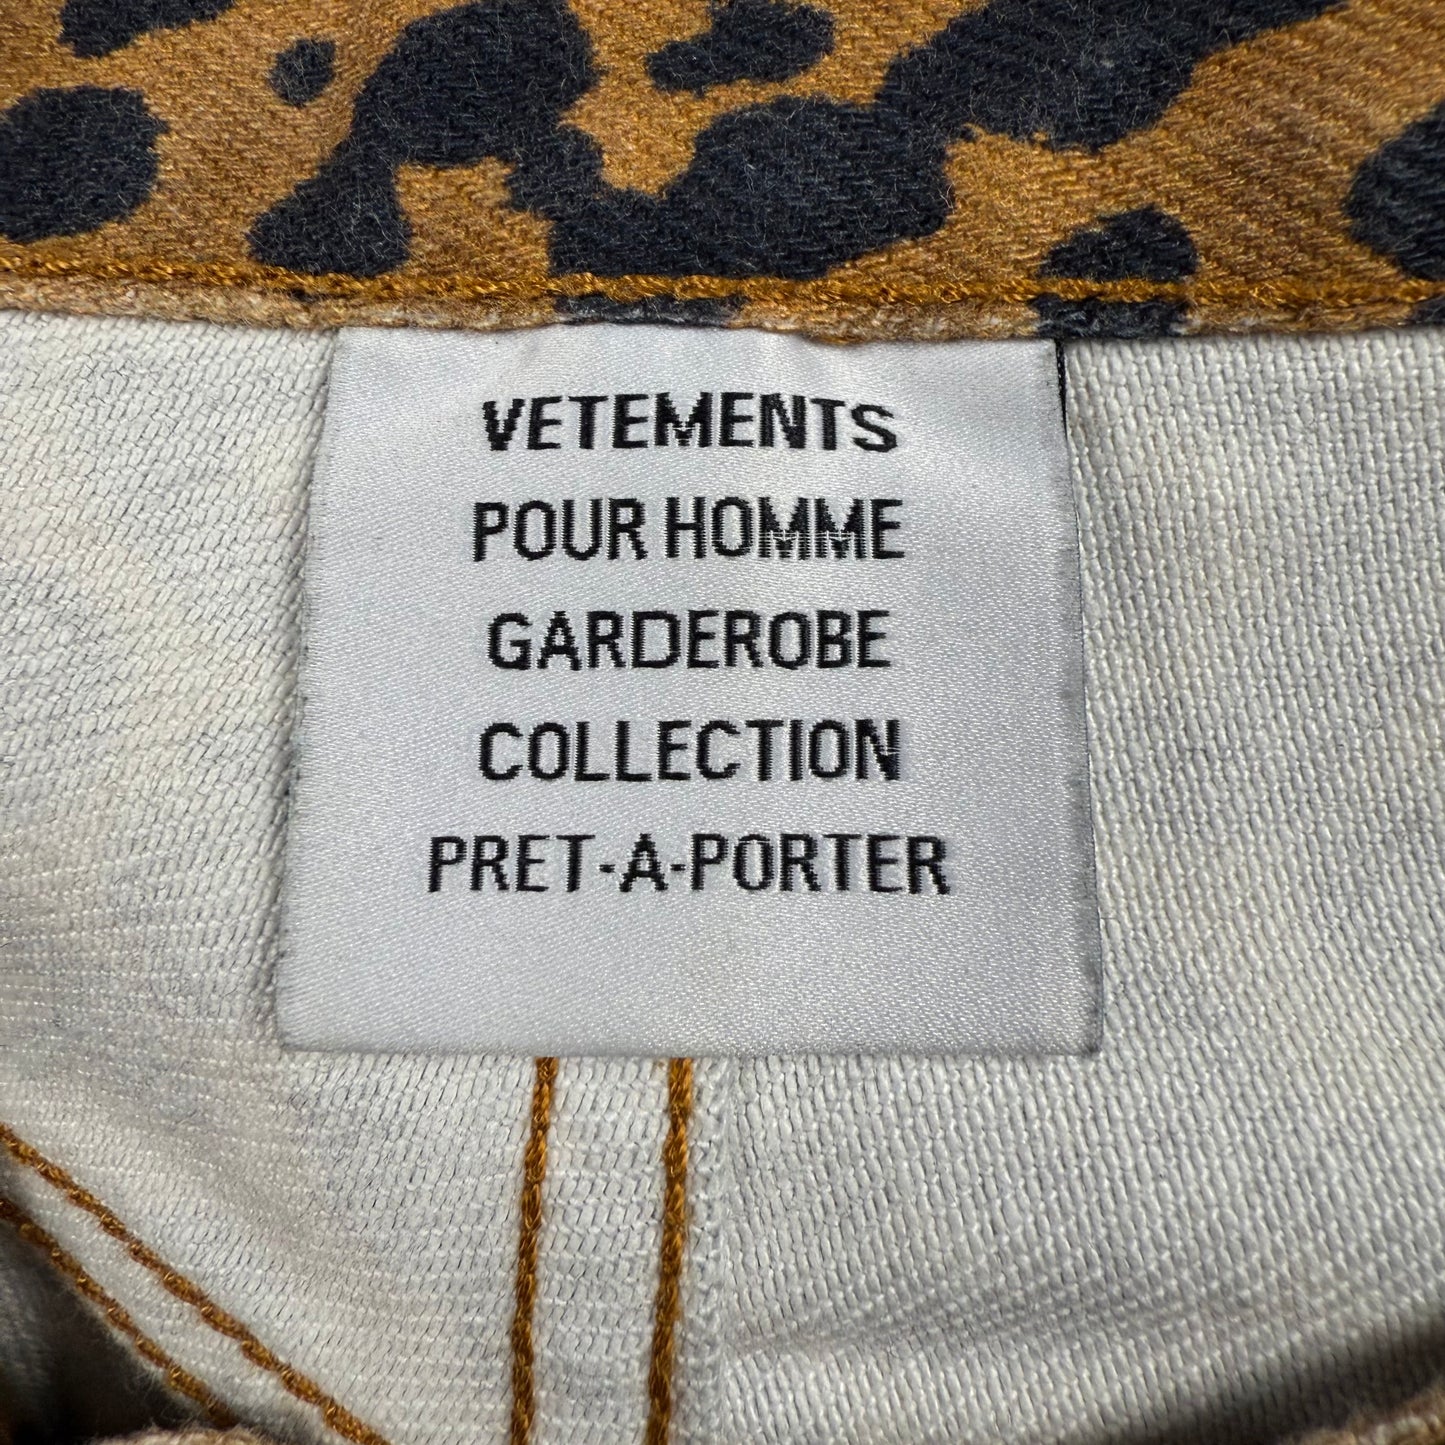 VETEMENTS
POUR HOMME
GARDEROBE
COLLECTION
PRET-A-PORTER